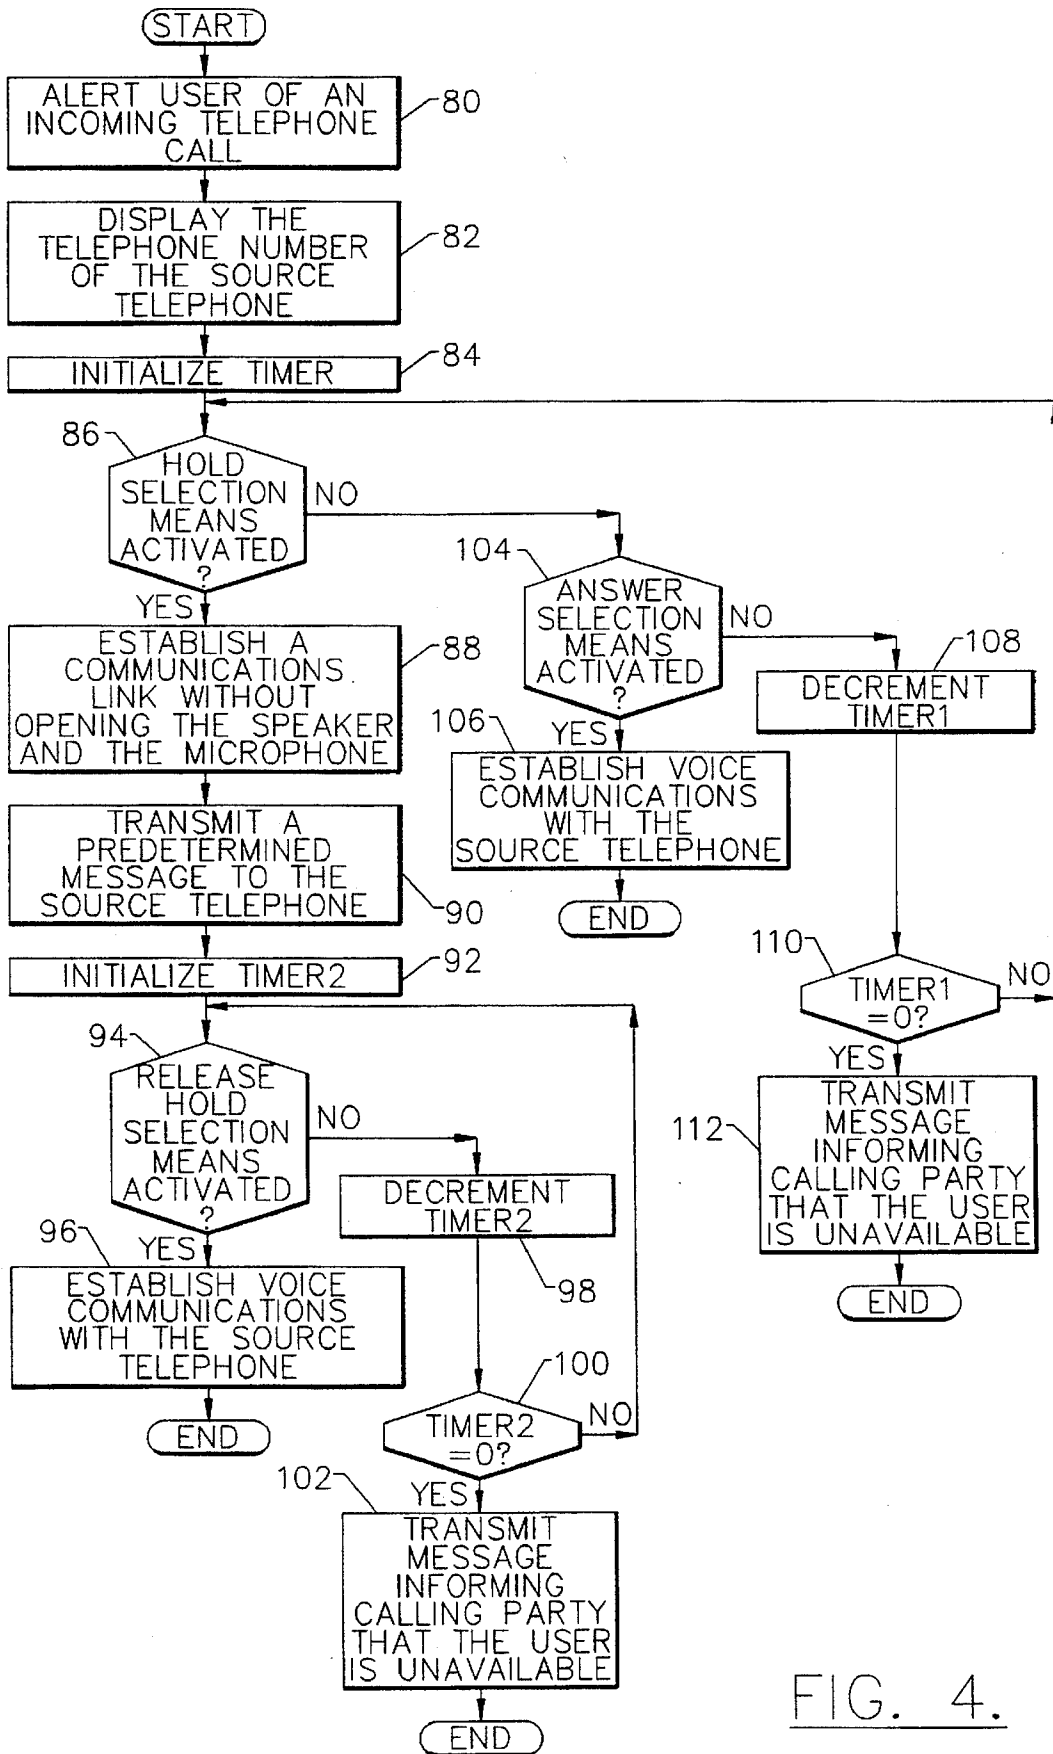 START
ALERT USER OF AN
INCOMING TELEPHONE
CALL
80
DISPLAY THE
TELEPHONE NUMBER
OF THE SOURCE
TELEPHONE
82
INITIALIZE TIMER
84
86
HOLD
SELECTION
MEANS
ACTIVATED
?
NO
YES
104
ANSWER
SELECTION
MEANS
ACTIVATED
?
NO
YES
108
DECREMENT
TIMER1
ESTABLISH A
COMMUNICATIONS
LINK WITHOUT
OPENING THE SPEAKER
AND THE MICROPHONE
88
106
ESTABLISH VOICE
COMMUNICATIONS
WITH THE
SOURCE TELEPHONE
END
TRANSMIT A
PREDETERMINED
MESSAGE TO THE
SOURCE TELEPHONE
90
INITIALIZE TIMER2
92
110
TIMER1
=0?
NO
YES
94
RELEASE
HOLD
SELECTION
MEANS
ACTIVATED
?
NO
YES
112
TRANSMIT
MESSAGE
INFORMING
CALLING PARTY
THAT THE USER
IS UNAVAILABLE
END
DECREMENT
TIMER2
98
96
ESTABLISH VOICE
COMMUNICATIONS
WITH THE SOURCE
TELEPHONE
END
100
TIMER2
=0?
NO
YES
102
TRANSMIT
MESSAGE
INFORMING
CALLING PARTY
THAT THE USER
IS UNAVAILABLE
END
FIG. 4.